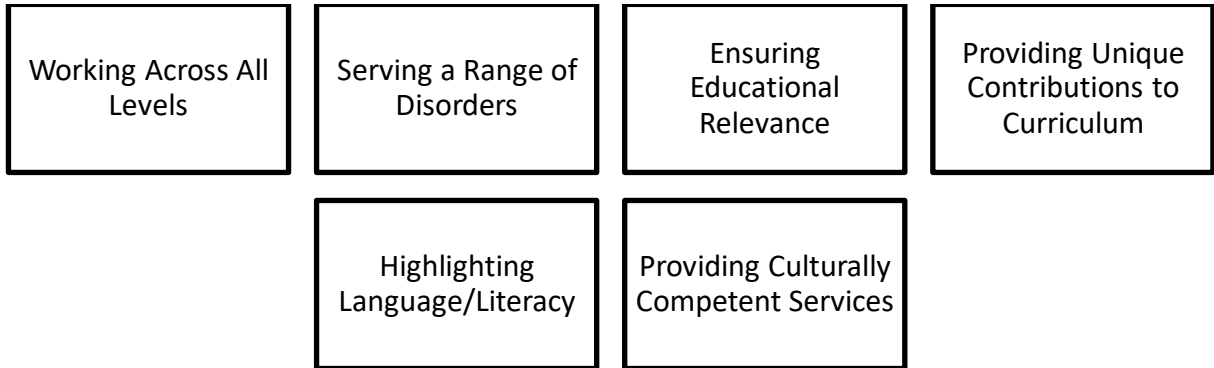 Working Across All
Levels
Serving a Range of
Disorders
Ensuring
Educational
Relevance
Providing Unique
Contributions to
Curriculum
Highlighting
Language/Literacy
Providing Culturally
Competent Services